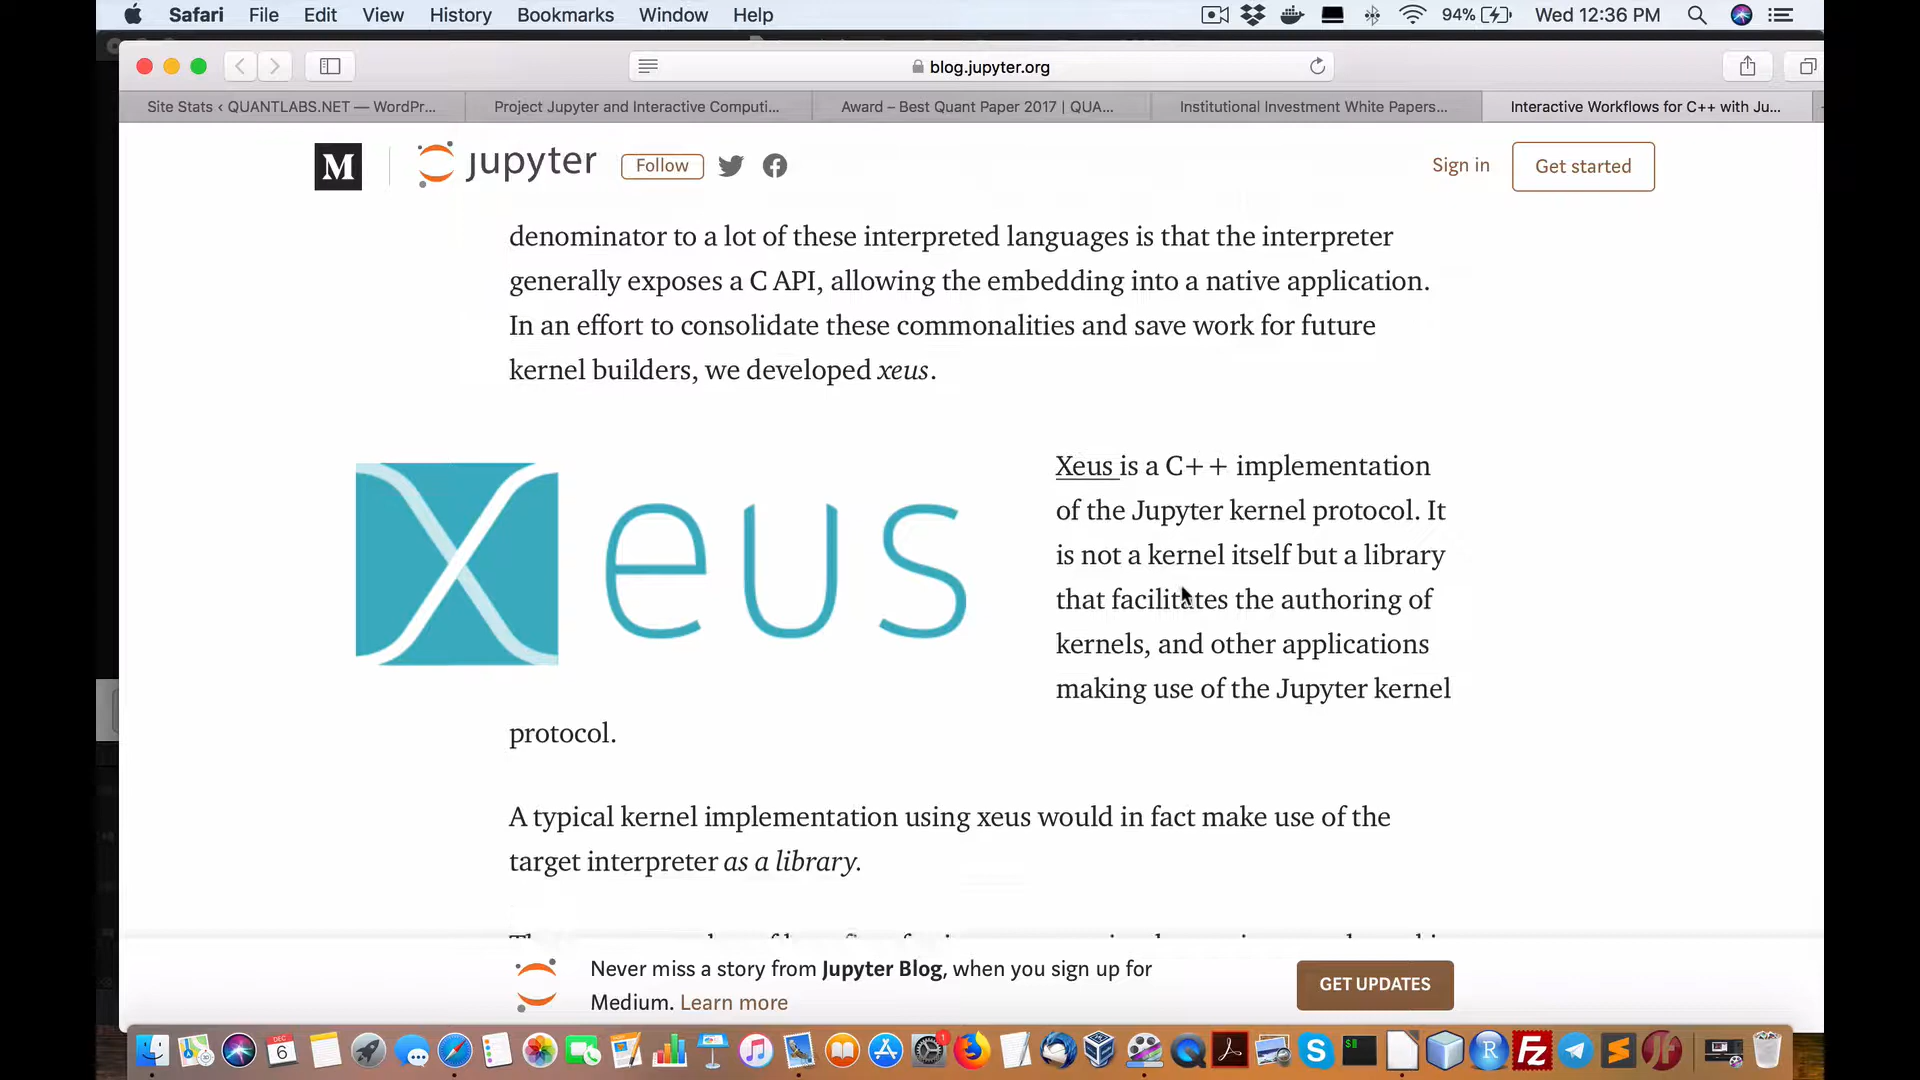 Safari File Edit View History Bookmarks Window Help 94% Wed 12:36 PM
blog.jupyter.org
Site Stats ‹ QUANTLABS.NET — WordPr... Project Jupyter and Interactive Computi... Award – Best Quant Paper 2017 | QUA... Institutional Investment White Papers... Interactive Workflows for C++ with Ju...
M jupyter Follow Sign in Get started
denominator to a lot of these interpreted languages is that the interpreter
generally exposes a C API, allowing the embedding into a native application.
In an effort to consolidate these commonalities and save work for future
kernel builders, we developed xeus.
Xeus
Xeus is a C++ implementation
of the Jupyter kernel protocol. It
is not a kernel itself but a library
that facilitates the authoring of
kernels, and other applications
making use of the Jupyter kernel
protocol.
A typical kernel implementation using xeus would in fact make use of the
target interpreter as a library.
Never miss a story from Jupyter Blog, when you sign up for
Medium. Learn more
GET UPDATES
DEC
6
1